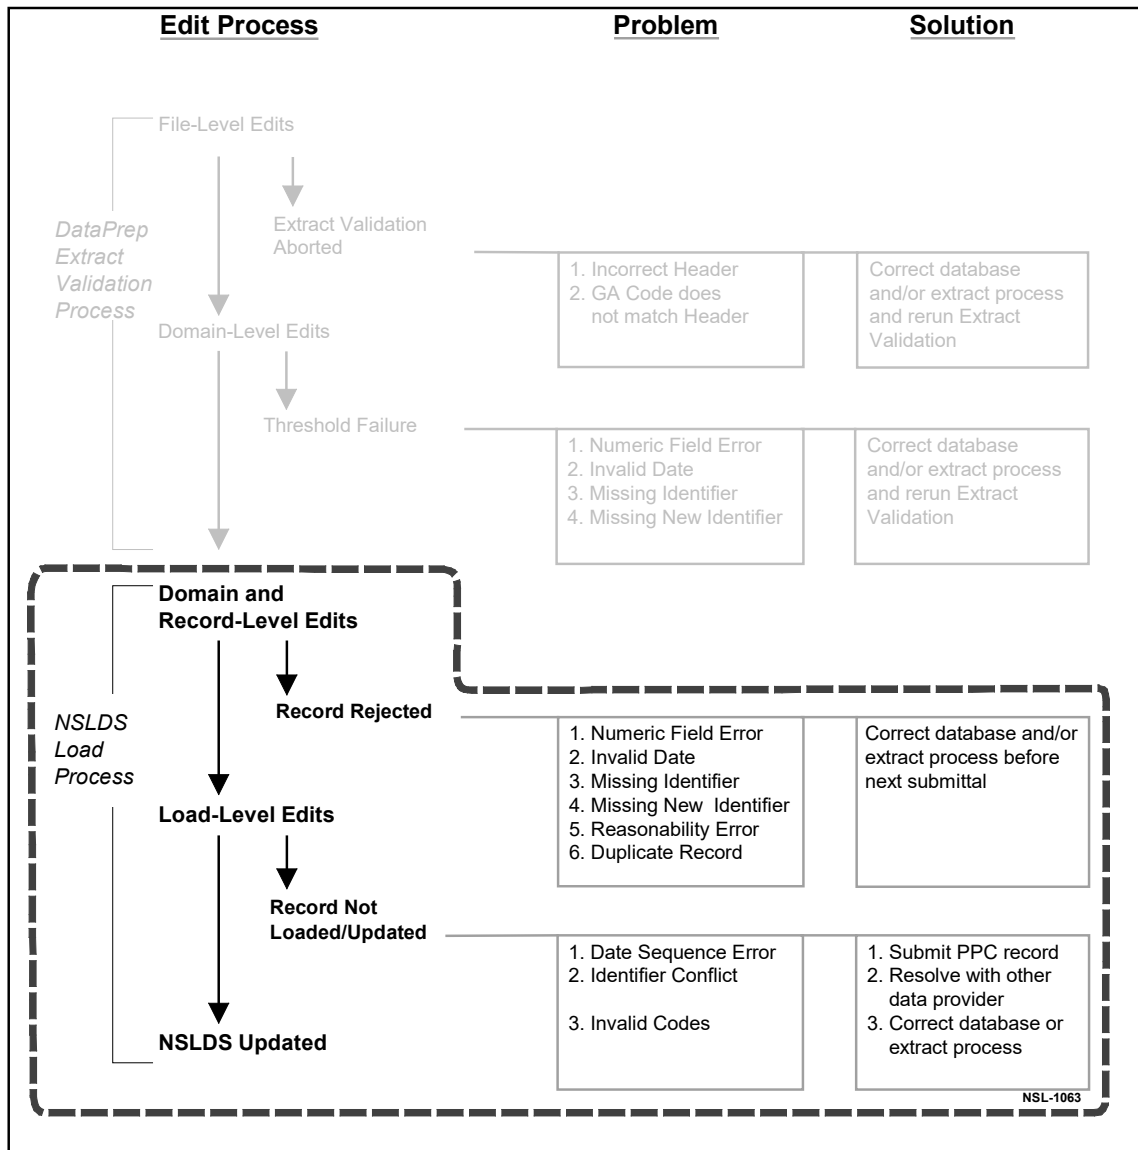 Edit Process
Problem
Solution
File-Level Edits
DataPrep
Extract
Validation
Process
Extract Validation
Aborted
1. Incorrect Header
2. GA Code does
not match Header
Correct database
and/or extract process
and rerun Extract
Validation
Domain-Level Edits
Threshold Failure
1. Numeric Field Error
2. Invalid Date
3. Missing Identifier
4. Missing New Identifier
Correct database
and/or extract process
and rerun Extract
Validation
Domain and
Record-Level Edits
NSLDS
Load
Process
Record Rejected
1. Numeric Field Error
2. Invalid Date
3. Missing Identifier
4. Missing New Identifier
5. Reasonability Error
6. Duplicate Record
Correct database and/or
extract process before
next submittal
Load-Level Edits
Record Not
Loaded/Updated
1. Date Sequence Error
2. Identifier Conflict
3. Invalid Codes
1. Submit PPC record
2. Resolve with other
data provider
3. Correct database or
extract process
NSLDS Updated
NSL-1063